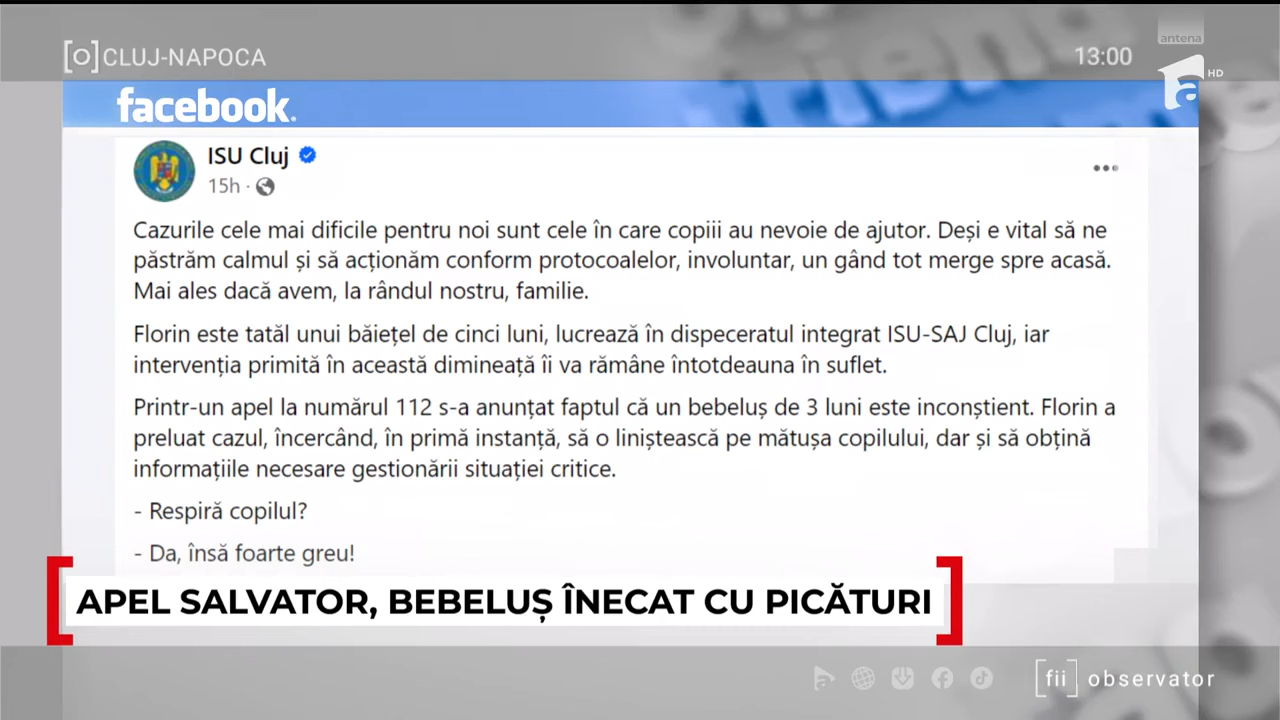 [O]CLUJ-NAPOCA
13:00
antena
a HD
facebook.
ISU Cluj
15h ·
Cazurile cele mai dificile pentru noi sunt cele în care copiii au nevoie de ajutor. Deși e vital să ne
păstrăm calmul și să acționăm conform protocoalelor, involuntar, un gând tot merge spre acasă.
Mai ales dacă avem, la rândul nostru, familie.
Florin este tatăl unui băiețel de cinci luni, lucrează în dispeceratul integrat ISU-SAJ Cluj, iar
intervenția primită în această dimineață îi va rămâne întotdeauna în suflet.
Printr-un apel la numărul 112 s-a anunțat faptul că un bebeluș de 3 luni este inconștient. Florin a
preluat cazul, încercând, în primă instanță, să o liniștească pe mătușa copilului, dar și să obțină
informațiile necesare gestionării situației critice.
- Respiră copilul?
- Da, însă foarte greu!
APEL SALVATOR, BEBELUȘ ÎNECAT CU PICĂTURI
[fii] observator